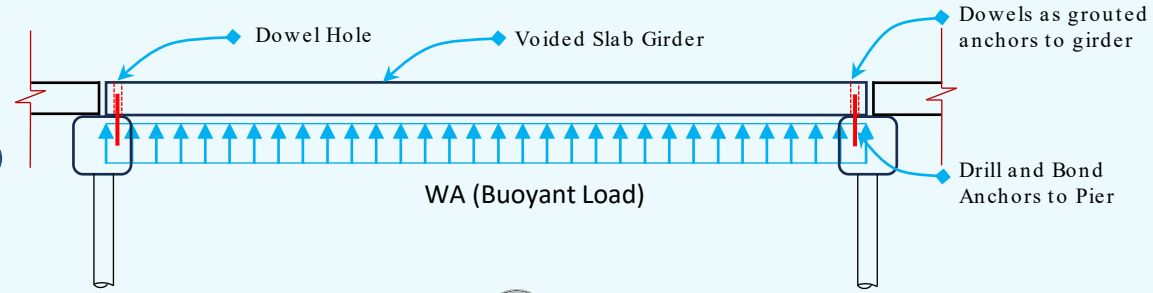 Dowel Hole
Voided Slab Girder
Dowels as grouted
anchors to girder
WA (Buoyant Load)
Drill and Bond
Anchors to Pier